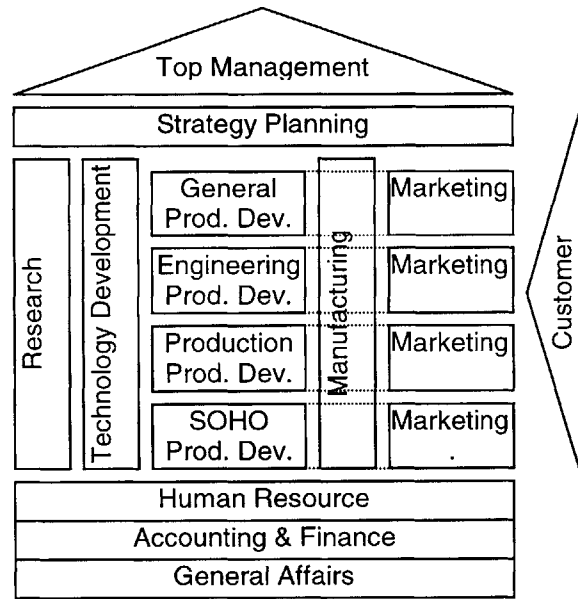 Top Management
Strategy Planning
Research
Technology Development
General
Prod. Dev.
Engineering
Prod. Dev.
Production
Prod. Dev.
SOHO
Prod. Dev.
Manufacturing
Marketing
Marketing
Marketing
Marketing
Customer
Human Resource
Accounting & Finance
General Affairs